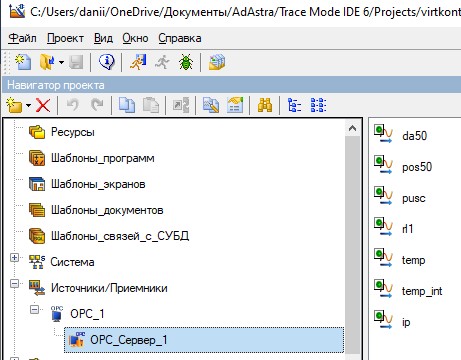 C:/Users/danii/OneDrive/Документы/AdAstra/Trace Mode IDE 6/Projects/virtkont
Файл Проект Вид Окно Справка
Навигатор проекта
Ресурсы
Шаблоны_программ
Шаблоны_экранов
Шаблоны_документов
Шаблоны_связей_с_СУБД
Система
Источники/Приемники
OPC_1
OPC_Сервер_1
da50
pos50
pusc
rl1
temp
temp_int
ip